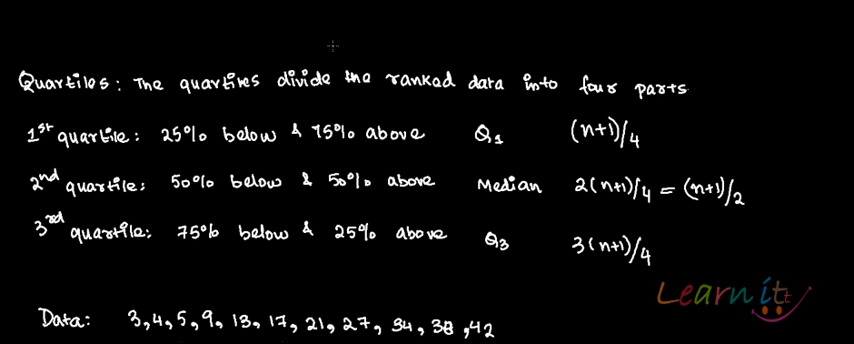 Quartiles: The quartiles divide the ranked data into four parts
1st quartile: 25% below & 75% above Q1 (n+1)/4
2nd quartile: 50% below & 50% above Median 2(n+1)/4 = (n+1)/2
3rd quartile: 75% below & 25% above Q3 3(n+1)/4
Learnitt
Data: 3, 4, 5, 9, 13, 17, 21, 27, 34, 38, 42